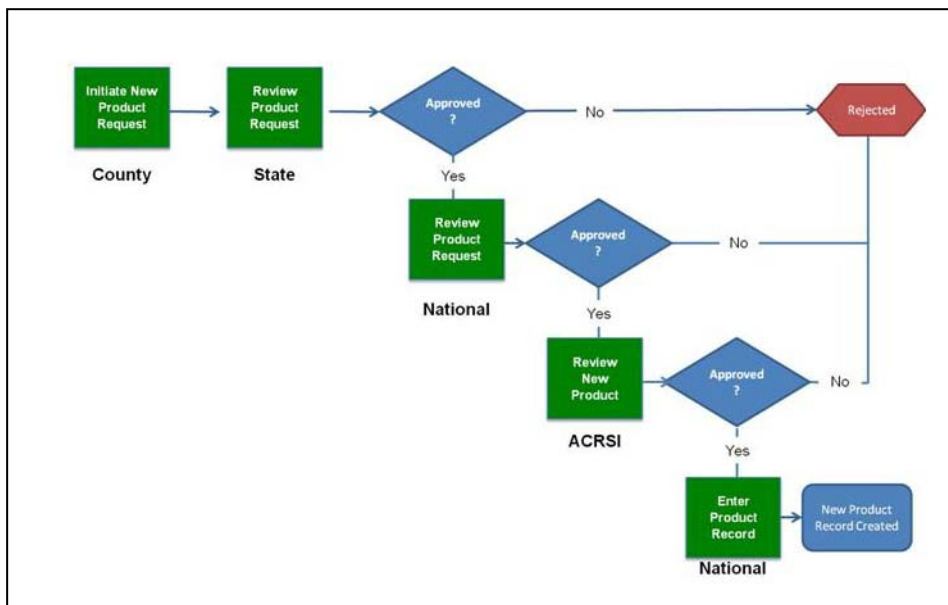 Initiate New
Product
Request
Review
Product
Request
Approved
?
No
Rejected
County
State
Yes
Review
Product
Request
Approved
?
No
National
Yes
Review
New
Product
Approved
?
No
ACRSI
Yes
Enter
Product
Record
New Product
Record Created
National